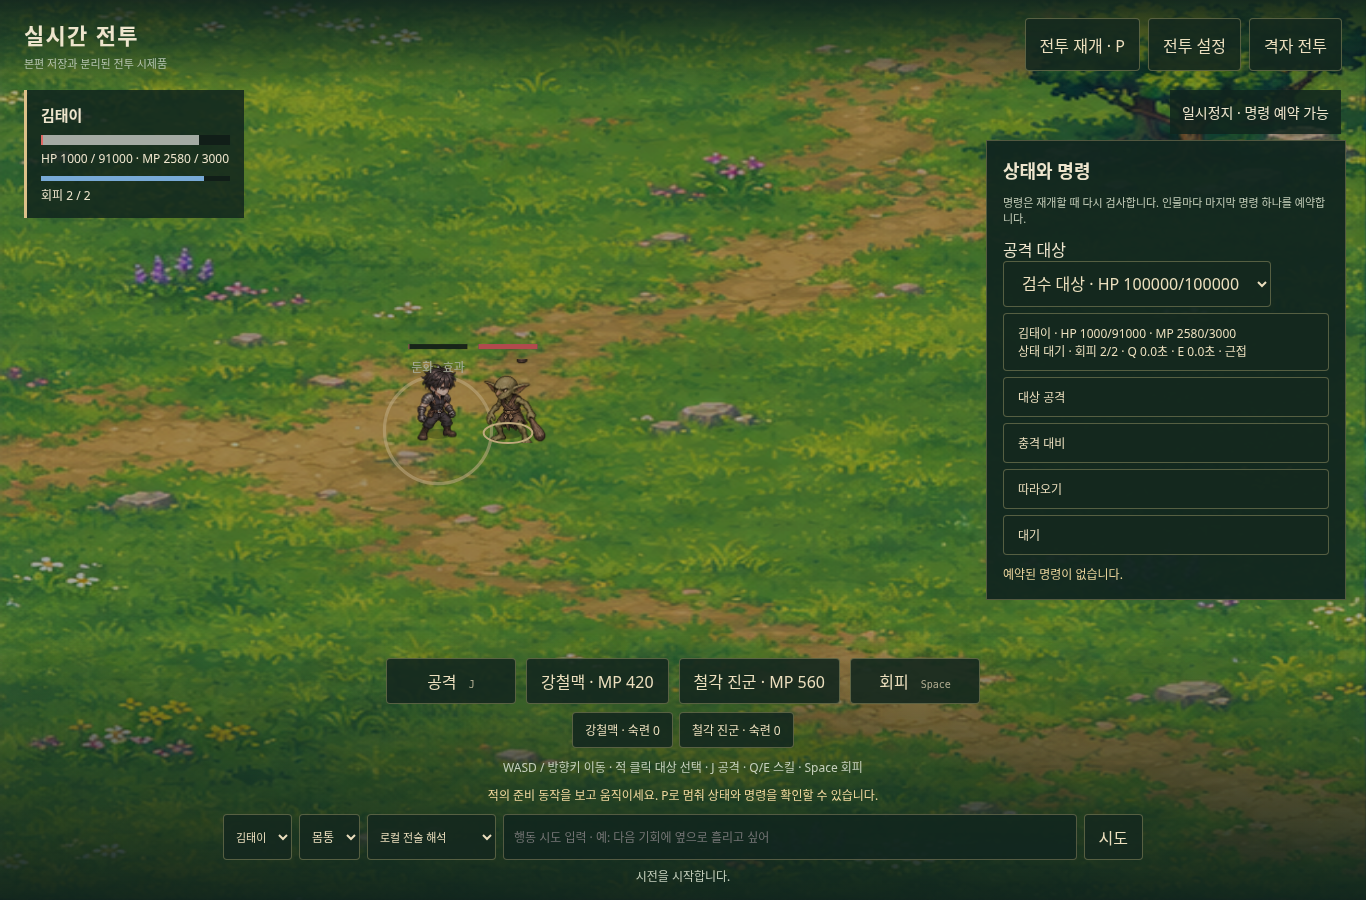 실시간 전투
본편 저장과 분리된 전투 시제품
전투 재개 · P
전투 설정
격자 전투
김태이
HP 1000 / 91000 · MP 2580 / 3000
회피 2 / 2
일시정지 · 명령 예약 가능
상태와 명령
명령은 재개할 때 다시 검사합니다. 인물마다 마지막 명령 하나를 예약합
니다.
공격 대상
검수 대상 · HP 100000/100000
김태이 · HP 1000/91000 · MP 2580/3000
상태 대기 · 회피 2/2 · Q 0.0초 · E 0.0초 · 근접
대상 공격
충격 대비
따라오기
대기
예약된 명령이 없습니다.
둔화 · 효과
공격 J
강철맥 · MP 420
철각 진군 · MP 560
회피 Space
강철맥 · 숙련 0
철각 진군 · 숙련 0
WASD / 방향키 이동 · 적 클릭 대상 선택 · J 공격 · Q/E 스킬 · Space 회피
적의 준비 동작을 보고 움직이세요. P로 멈춰 상태와 명령을 확인할 수 있습니다.
김태이
몸통
로컬 전술 해석
행동 시도 입력 · 예: 다음 기회에 옆으로 흘리고 싶어
시도
시전을 시작합니다.